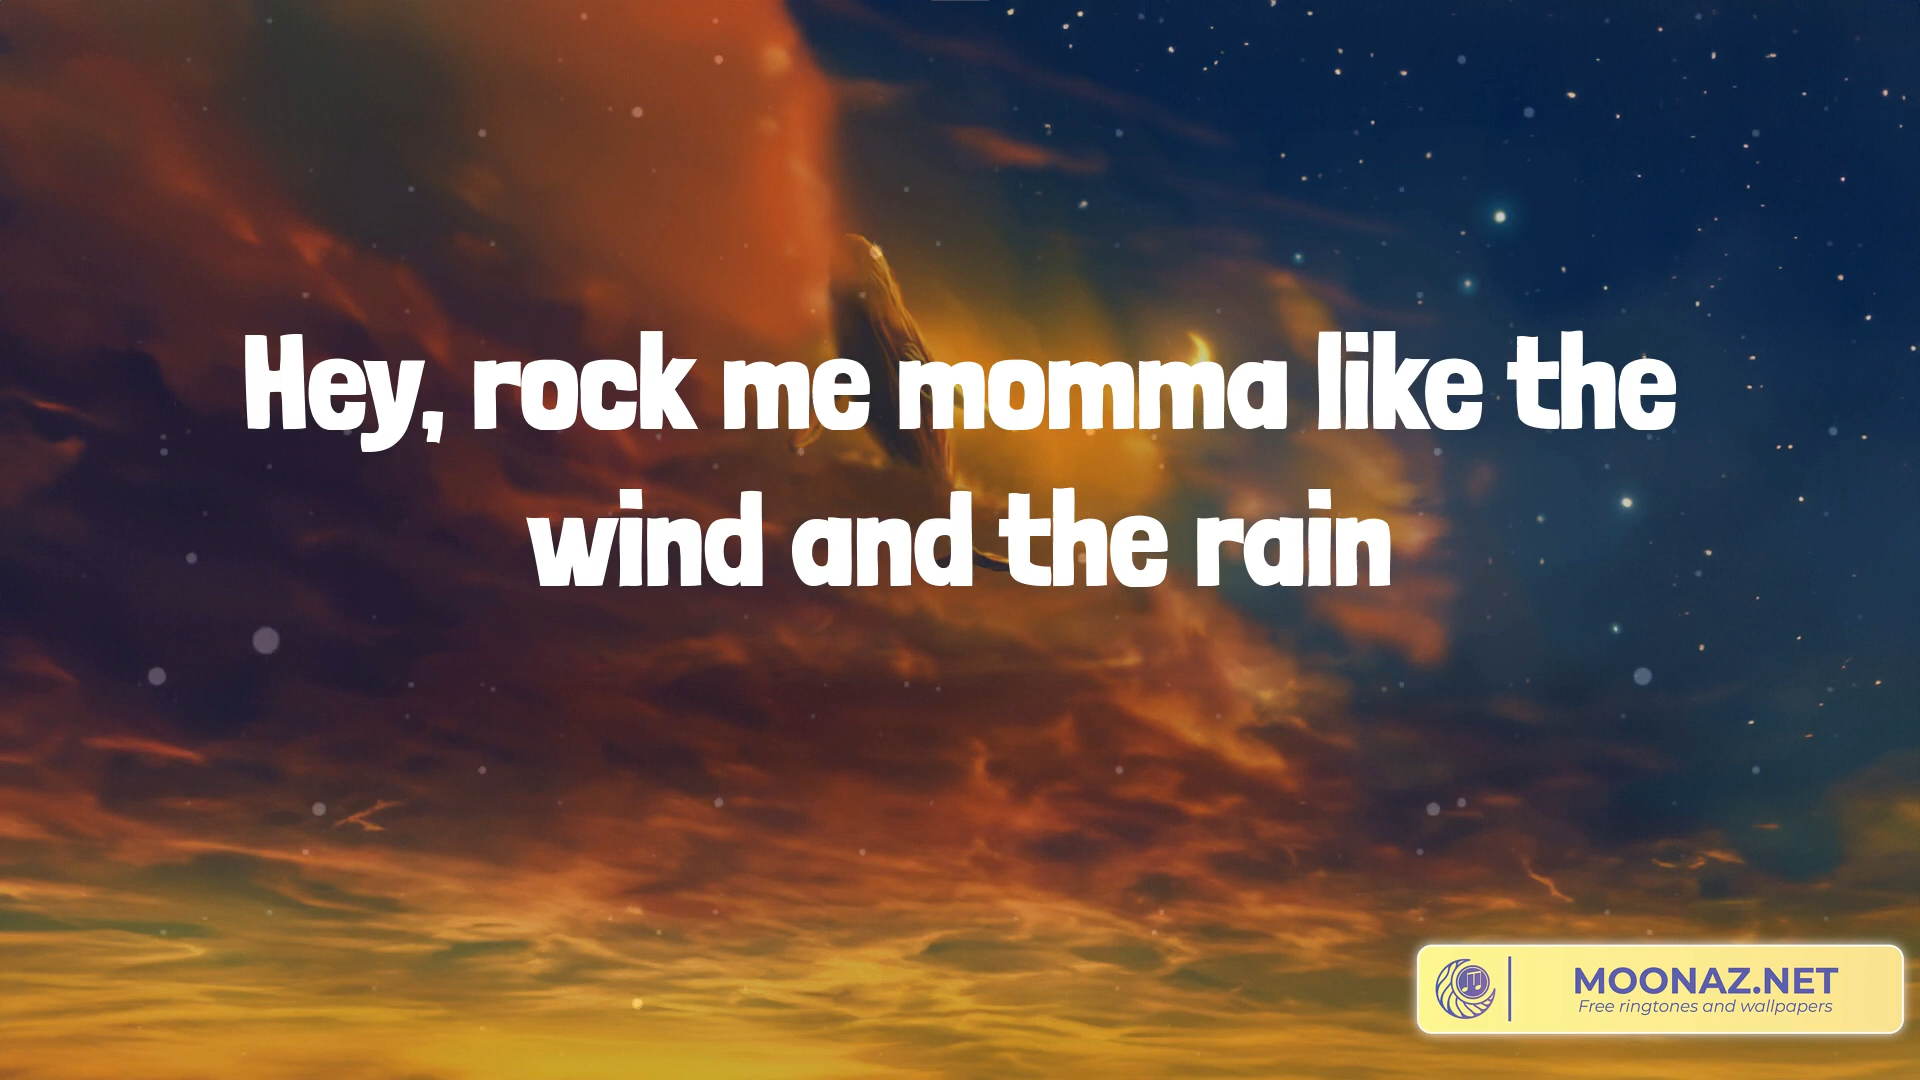 Hey, rock me momma like the
wind and the rain
MOONAZ.NET
Free ringtones and wallpapers